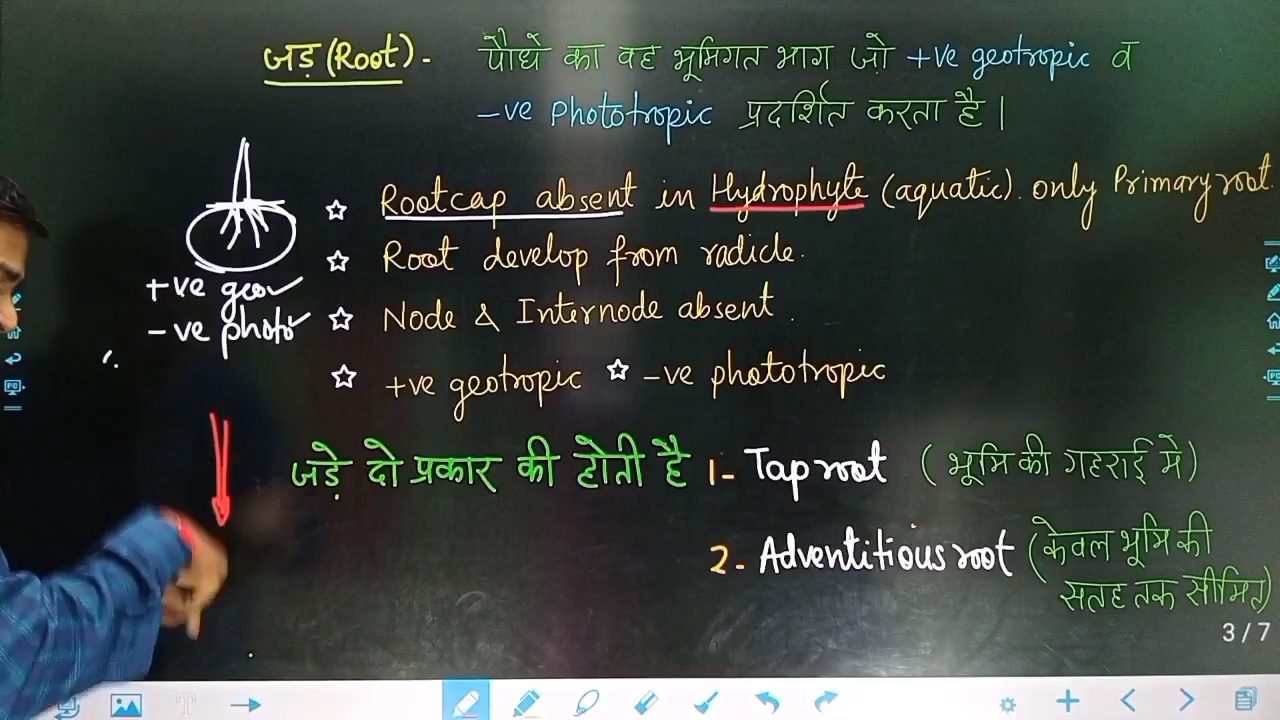 जड़ (Root) - पौधे का वह भूमिगत भाग जो +ve geotropic व
-ve Phototropic प्रदर्शित करता है |
☆ Rootcap absent in Hydrophyte (aquatic). only Primary root.
☆ Root develop from radicle.
+ve geo✓
☆ Node & Internode absent.
-ve photo✓
☆ +ve geotropic ☆ -ve phototropic
जड़े दो प्रकार की होती है 1- Tap root (भूमि की गहराई में)
2- Adventitious root (केवल भूमि की
सतह तक सीमित)
3/7